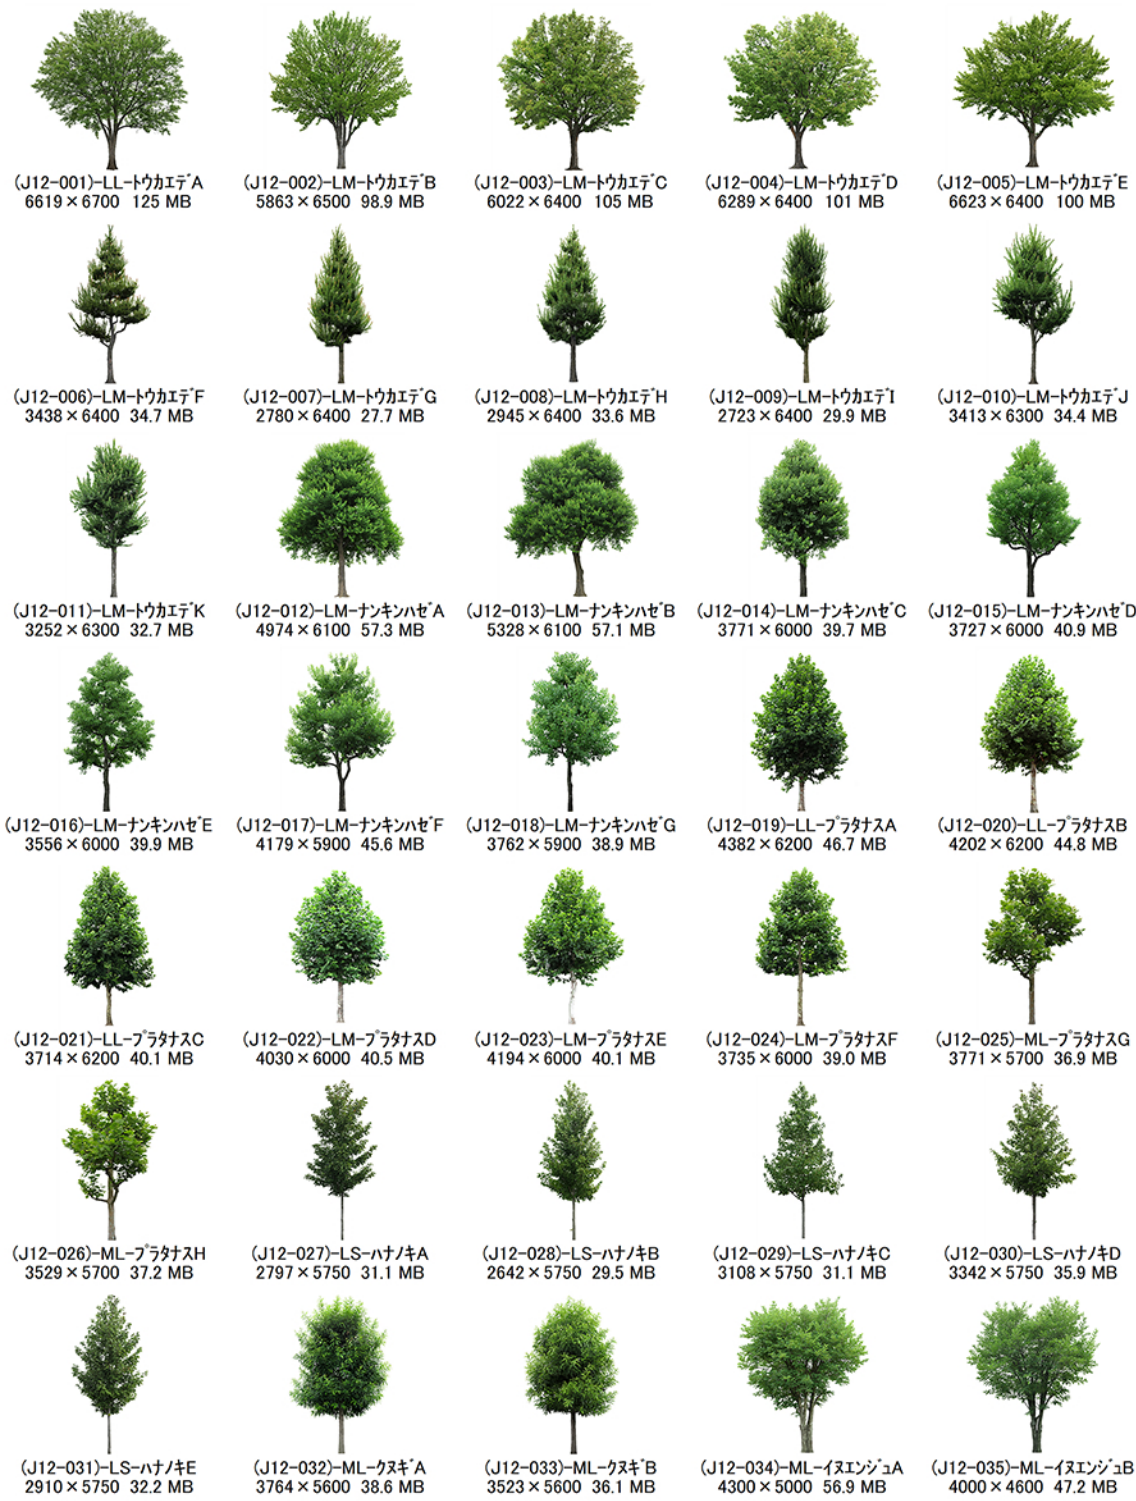 (J12-001)-LL-トウカエデA
6619×6700 125 MB
(J12-002)-LM-トウカエデB
5863×6500 98.9 MB
(J12-003)-LM-トウカエデC
6022×6400 105 MB
(J12-004)-LM-トウカエデD
6289×6400 101 MB
(J12-005)-LM-トウカエデE
6623×6400 100 MB
(J12-006)-LM-トウカエデF
3438×6400 34.7 MB
(J12-007)-LM-トウカエデG
2780×6400 27.7 MB
(J12-008)-LM-トウカエデH
2945×6400 33.6 MB
(J12-009)-LM-トウカエデI
2723×6400 29.9 MB
(J12-010)-LM-トウカエデJ
3413×6300 34.4 MB
(J12-011)-LM-トウカエデK
3252×6300 32.7 MB
(J12-012)-LM-ナンキンハゼA
4974×6100 57.3 MB
(J12-013)-LM-ナンキンハゼB
5328×6100 57.1 MB
(J12-014)-LM-ナンキンハゼC
3771×6000 39.7 MB
(J12-015)-LM-ナンキンハゼD
3727×6000 40.9 MB
(J12-016)-LM-ナンキンハゼE
3556×6000 39.9 MB
(J12-017)-LM-ナンキンハゼF
4179×5900 45.6 MB
(J12-018)-LM-ナンキンハゼG
3762×5900 38.9 MB
(J12-019)-LL-プラタナスA
4382×6200 46.7 MB
(J12-020)-LL-プラタナスB
4202×6200 44.8 MB
(J12-021)-LL-プラタナスC
3714×6200 40.1 MB
(J12-022)-LM-プラタナスD
4030×6000 40.5 MB
(J12-023)-LM-プラタナスE
4194×6000 40.1 MB
(J12-024)-LM-プラタナスF
3735×6000 39.0 MB
(J12-025)-ML-プラタナスG
3771×5700 36.9 MB
(J12-026)-ML-プラタナスH
3529×5700 37.2 MB
(J12-027)-LS-ハナノキA
2797×5750 31.1 MB
(J12-028)-LS-ハナノキB
2642×5750 29.5 MB
(J12-029)-LS-ハナノキC
3108×5750 31.1 MB
(J12-030)-LS-ハナノキD
3342×5750 35.9 MB
(J12-031)-LS-ハナノキE
2910×5750 32.2 MB
(J12-032)-ML-クヌギA
3764×5600 38.6 MB
(J12-033)-ML-クヌギB
3523×5600 36.1 MB
(J12-034)-ML-イヌエンジュA
4300×5000 56.9 MB
(J12-035)-ML-イヌエンジュB
4000×4600 47.2 MB